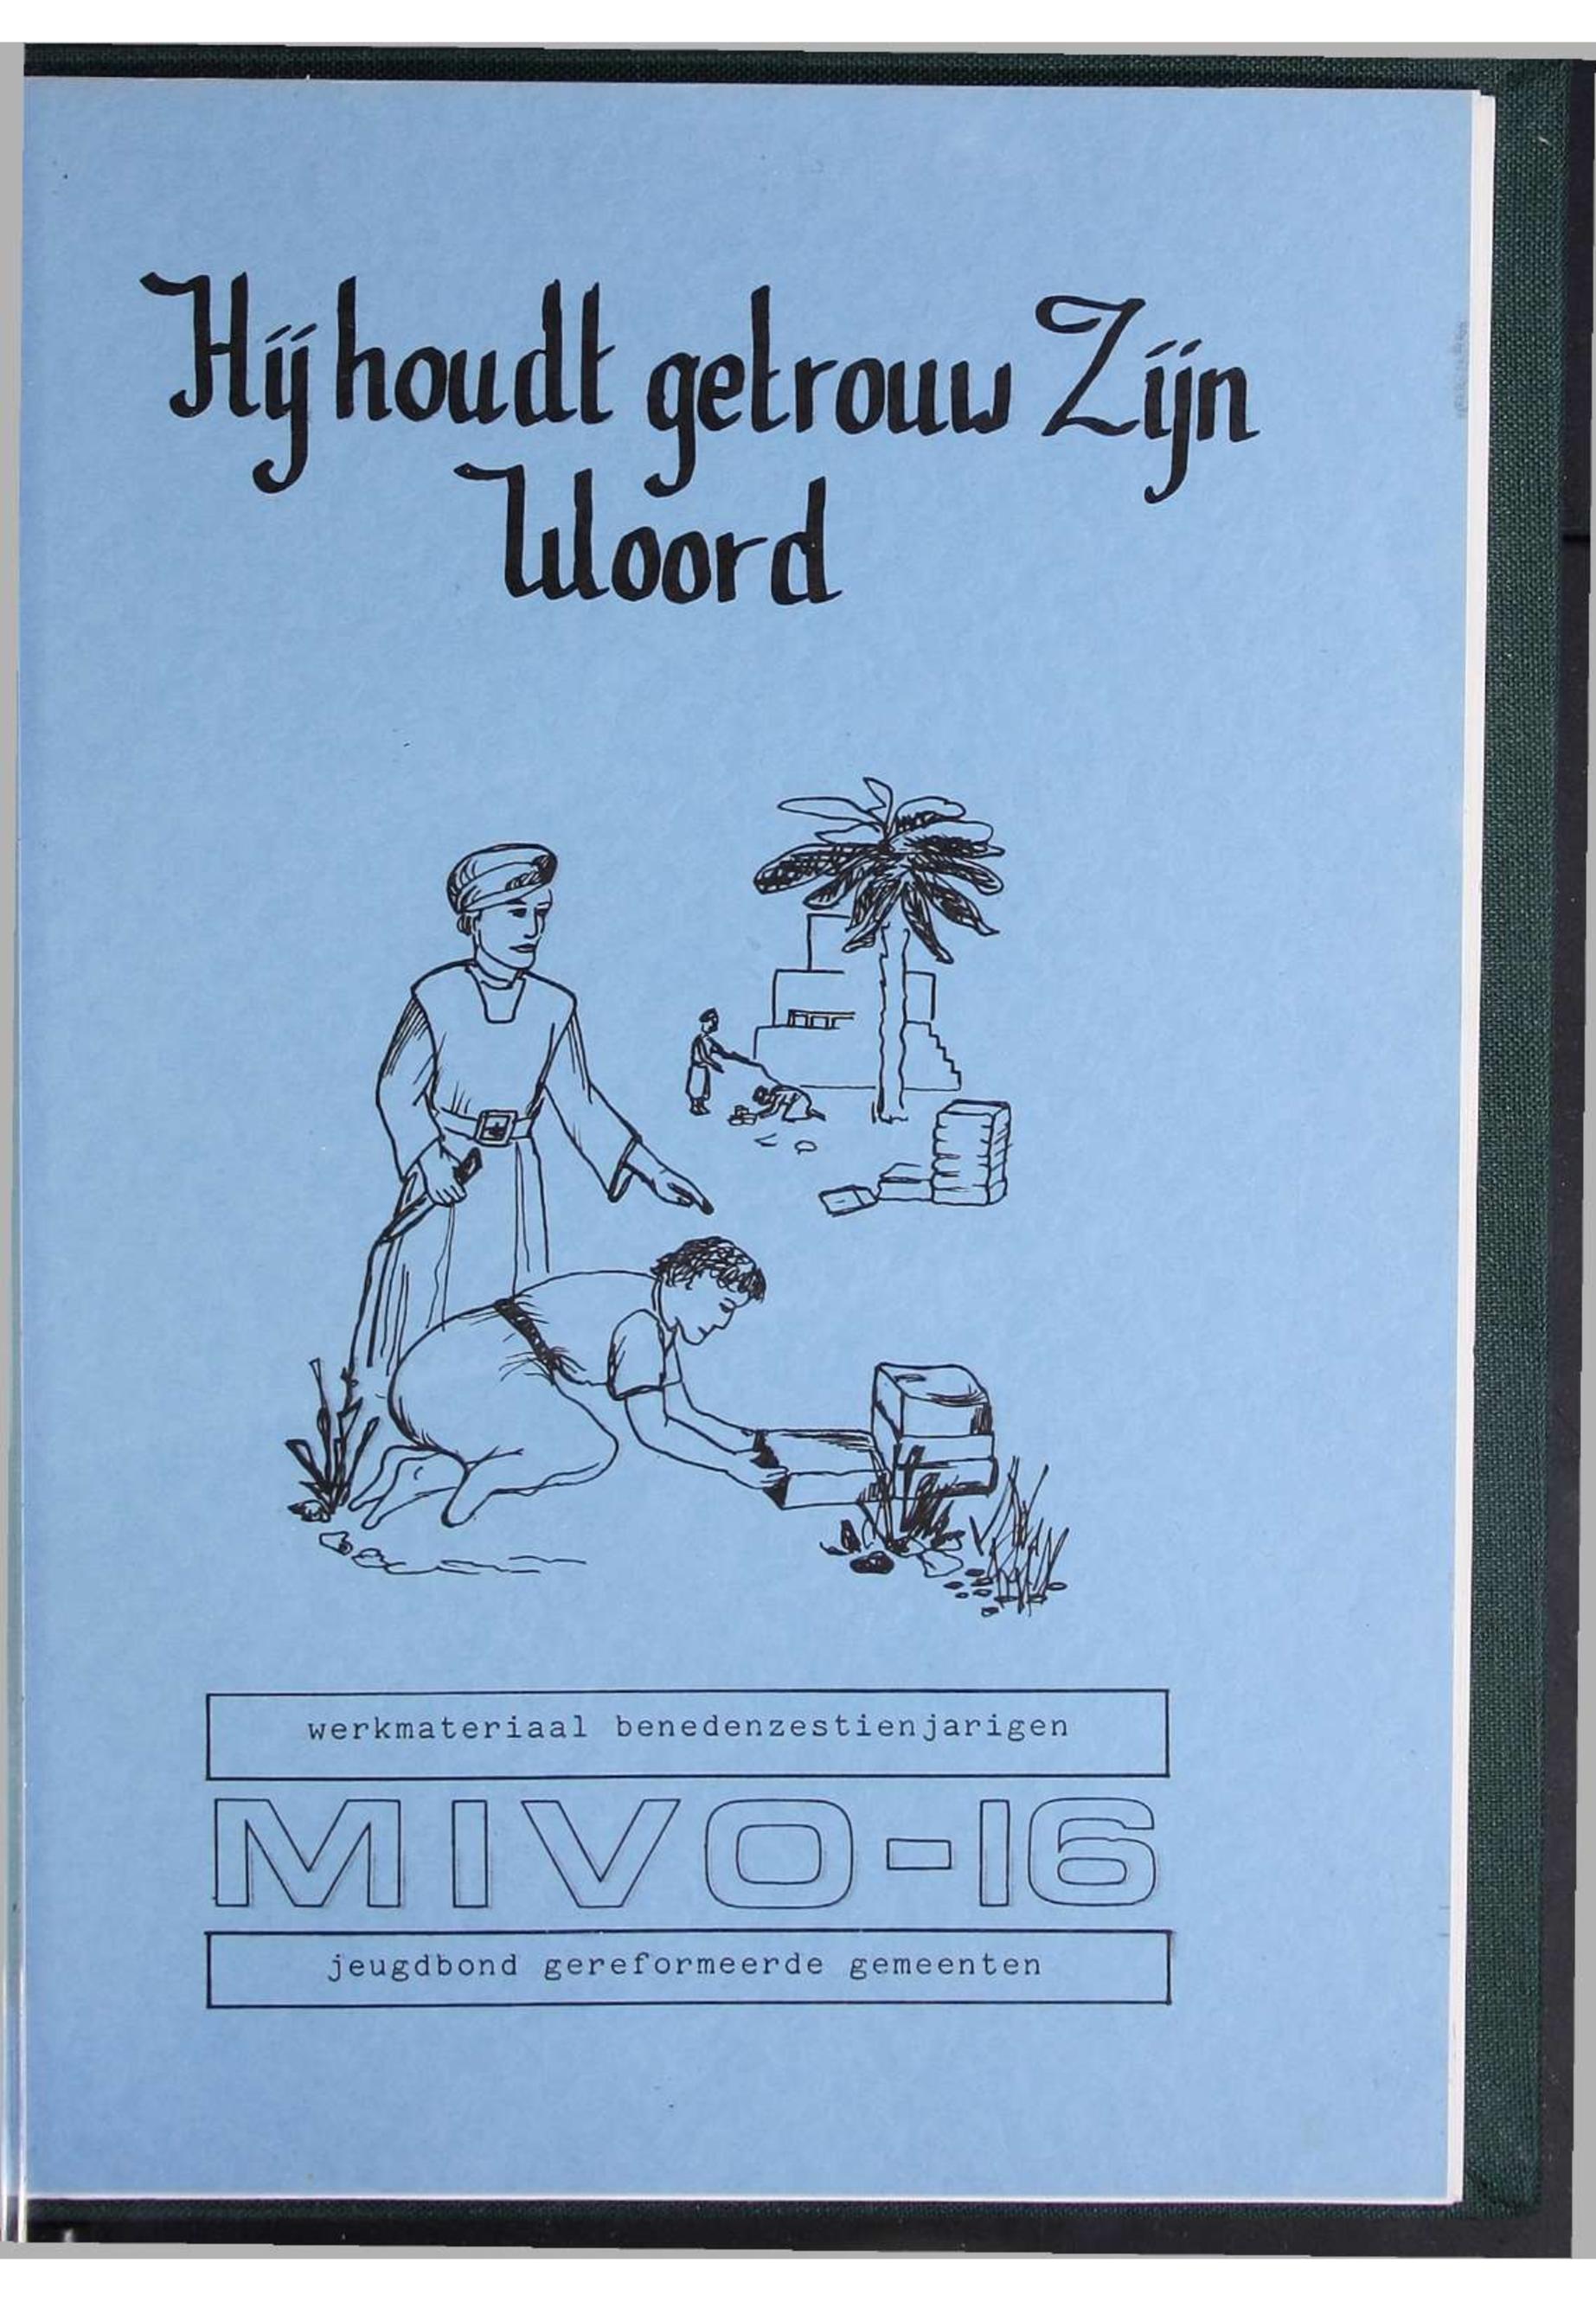 Hij houdt getrouw Zijn
Woord
werkmateriaal benedenzestienjarigen
MIVO-16
jeugdbond gereformeerde gemeenten